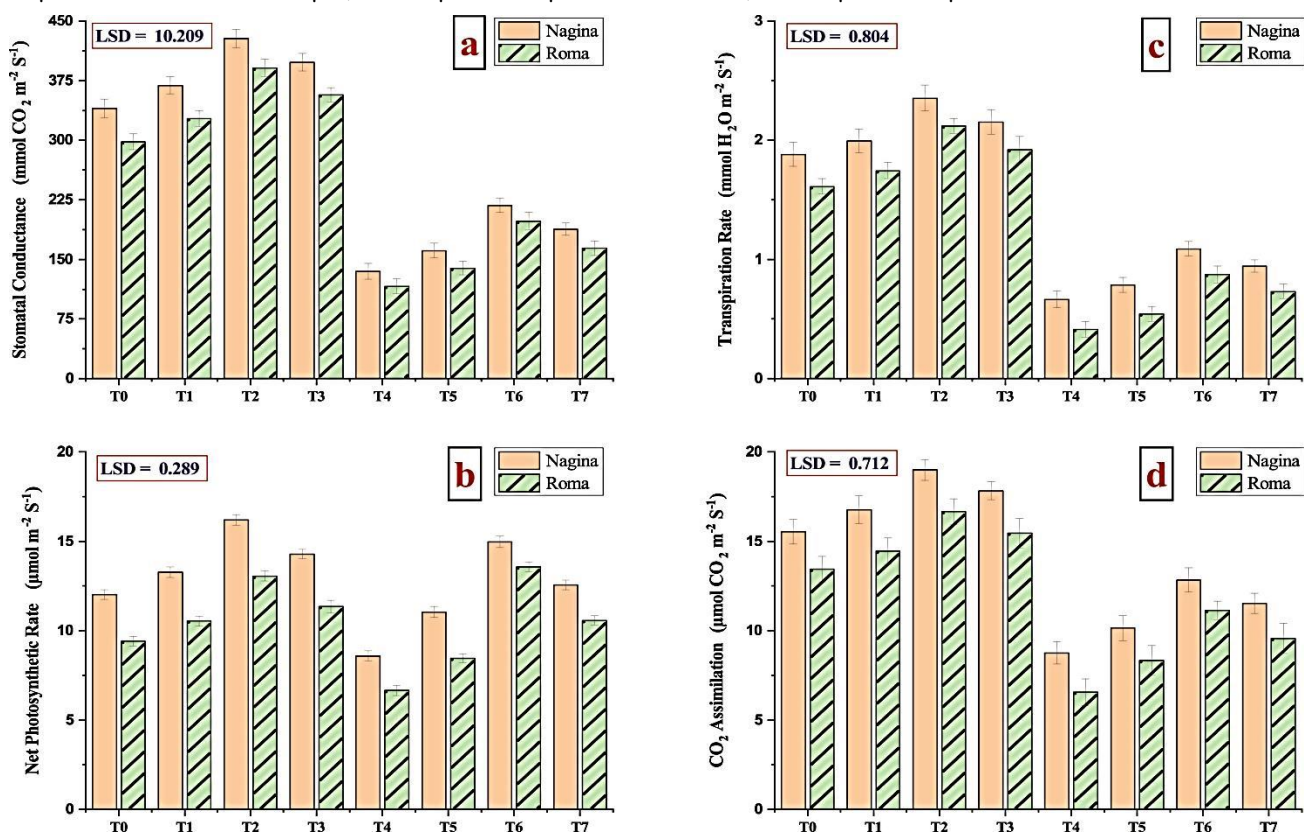 450
375
300
225
150
75
0
Stomatal Conductance (mmol CO₂ m⁻² S⁻¹)
LSD = 10.209
a
Nagina
Roma
T0 T1 T2 T3 T4 T5 T6 T7
3
2
1
0
Transpiration Rate (mmol H₂O m⁻² S⁻¹)
LSD = 0.804
c
Nagina
Roma
T0 T1 T2 T3 T4 T5 T6 T7
20
15
10
5
0
Net Photosynthetic Rate (µmol m⁻² S⁻¹)
LSD = 0.289
b
Nagina
Roma
T0 T1 T2 T3 T4 T5 T6 T7
20
15
10
5
0
CO₂ Assimilation (µmol CO₂ m⁻² S⁻¹)
LSD = 0.712
d
Nagina
Roma
T0 T1 T2 T3 T4 T5 T6 T7